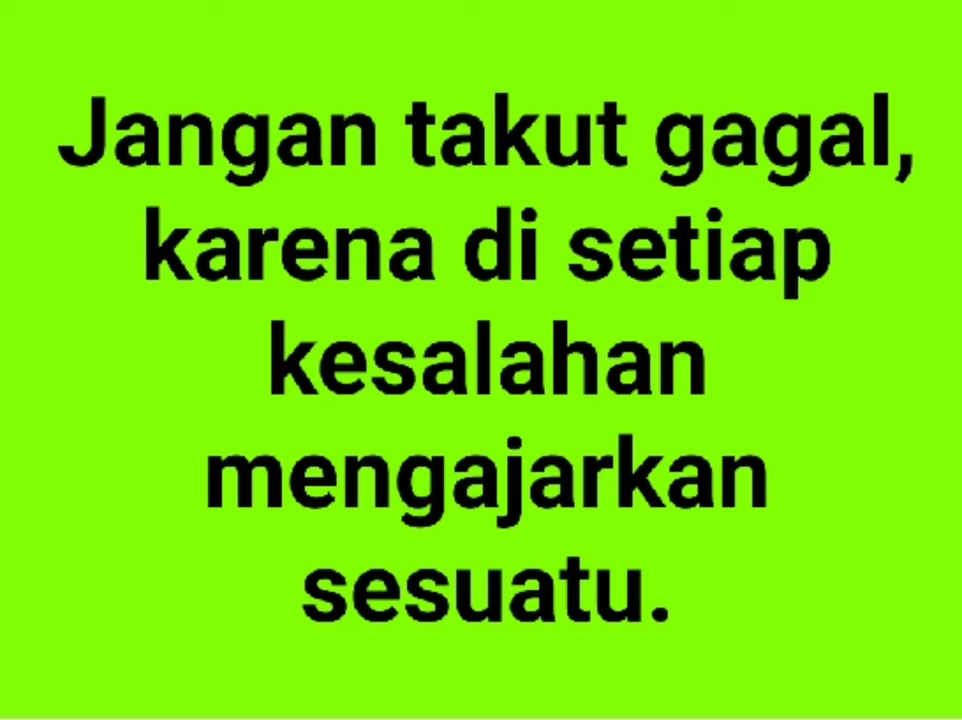 Jangan takut gagal,
karena di setiap
kesalahan
mengajarkan
sesuatu.